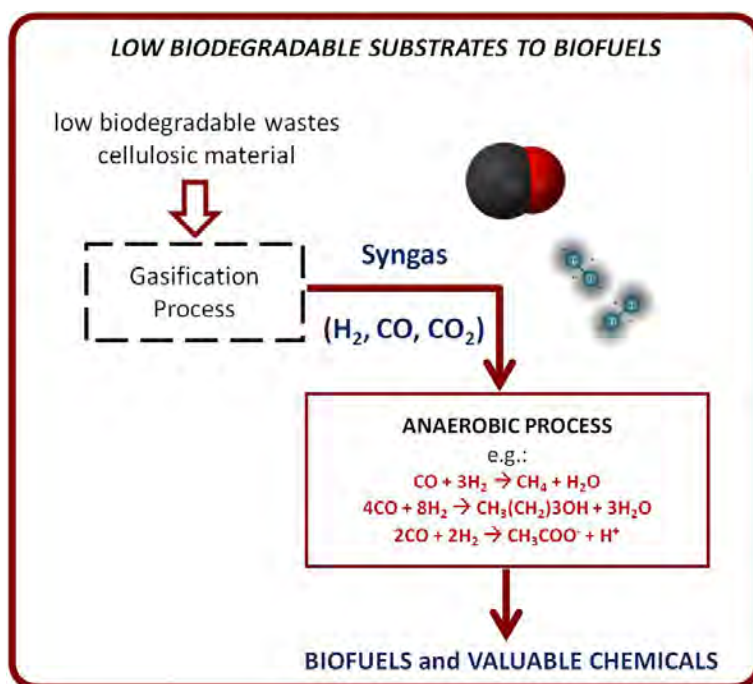 LOW BIODEGRADABLE SUBSTRATES TO BIOFUELS
low biodegradable wastes
cellosic material
Gasification
Process
Syngas
(H₂, CO, CO₂)
ANAEROBIC PROCESS
e.g.:
CO + 3H₂ → CH₄ + H₂O
4CO + 8H₂ → CH₃(CH₂)3OH + 3H₂O
2CO + 2H₂ → CH₃COO⁻ + H⁺
BIOFUELS and VALUABLE CHEMICALS